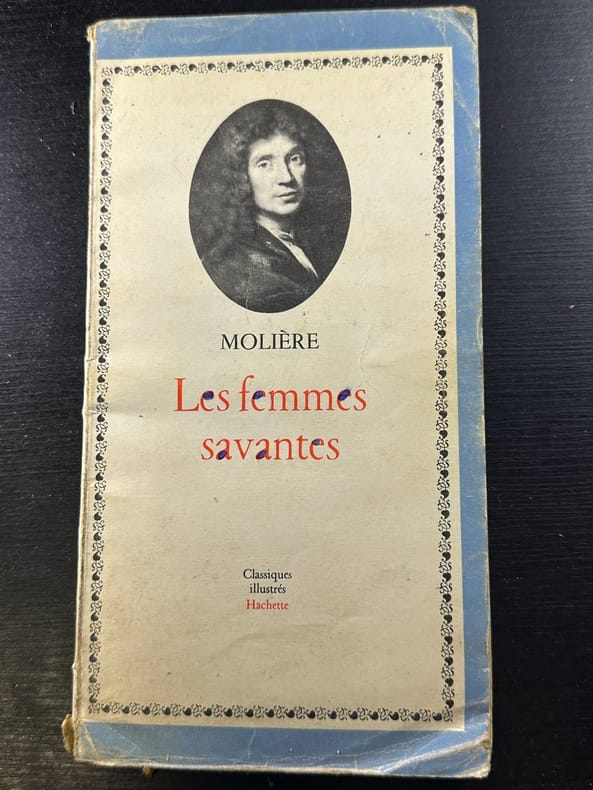 MOLIÈRE
Les femmes
savantes
Classiques
illustrés
Hachette